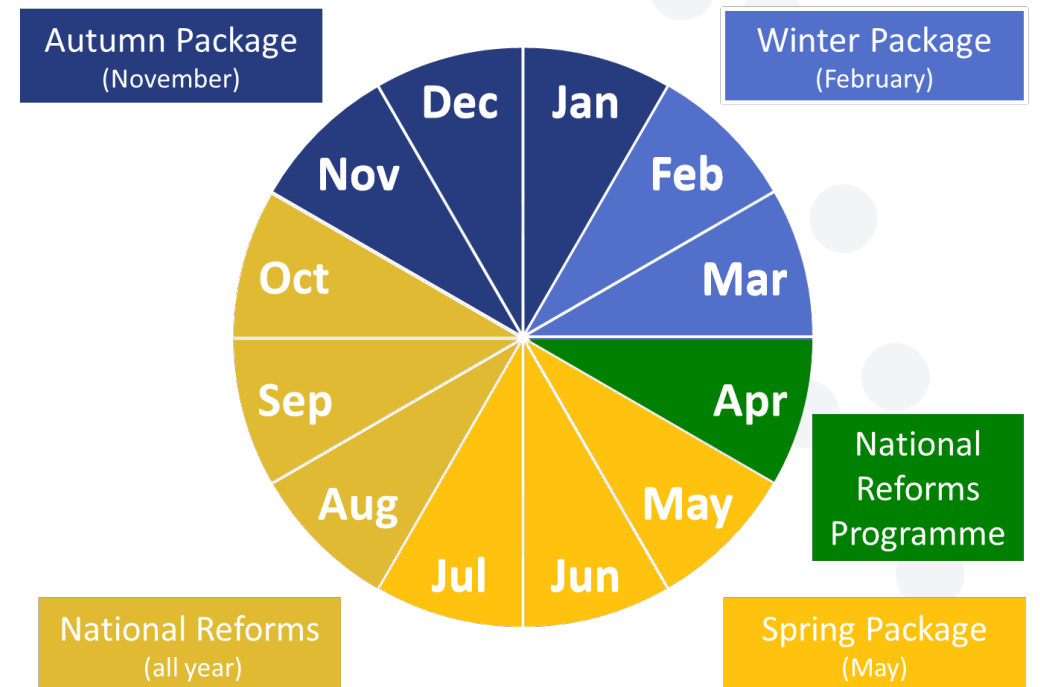 Autumn Package
(November)
Winter Package
(February)
Dec
Jan
Nov
Feb
Oct
Mar
Sep
Apr
Aug
May
Jul
Jun
National
Reforms
Programme
National Reforms
(all year)
Spring Package
(May)